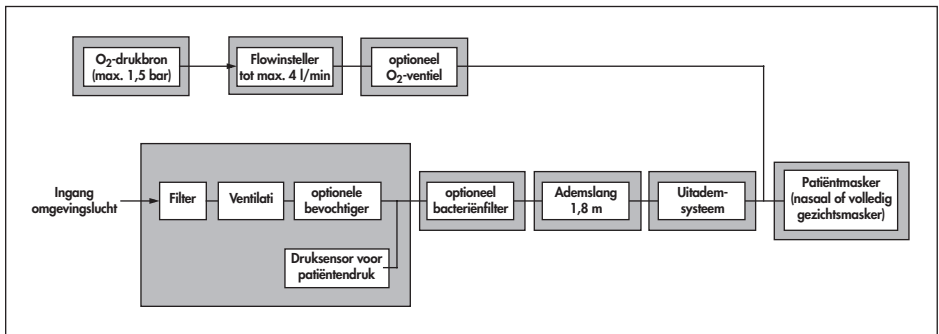 O₂-drukbron
(max. 1,5 bar)
Flowinsteller
tot max. 4 l/min
optioneel
O₂-ventiel
Ingang
omgevingslucht
Filter
Ventilati
optionele
bevochtiger
Druksensor voor
patiëntendruk
optioneel
bacteriënfilter
Ademslang
1,8 m
Uitadem-
systeem
Patiëntmasker
(nasaal of volledig
gezichtsmasker)